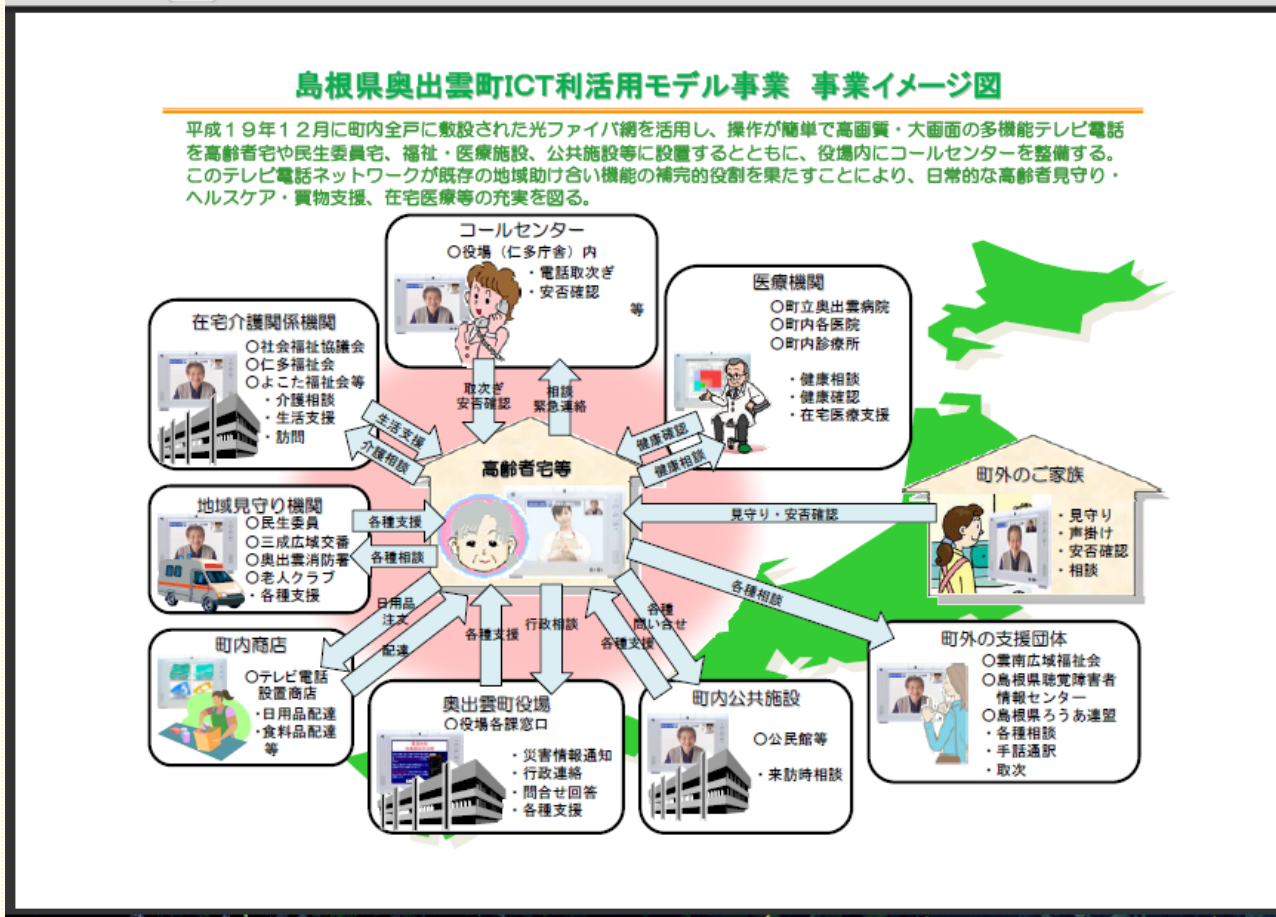 島根県奥出雲町ICT利活用モデル事業 事業イメージ図
平成19年12月に町内全戸に敷設された光ファイバ網を活用し、操作が簡単で高画質・大画面の多機能テレビ電話
を高齢者宅や民生委員宅、福祉・医療施設、公共施設等に設置するとともに、役場内にコールセンターを整備する。
このテレビ電話ネットワークが既存の地域助け合い機能の補完的役割を果たすことにより、日常的な高齢者見守り・
ヘルスケア・買物支援、在宅医療等の充実を図る。
コールセンター
○役場（仁多庁舎）内
・電話取次ぎ
・安否確認
等
医療機関
○町立奥出雲病院
○町内各医院
○町内診療所
・健康相談
・健康確認
・在宅医療支援
在宅介護関係機関
○社会福祉協議会
○仁多福祉会
○よこた福祉会等
・介護相談
・生活支援
・訪問
取次ぎ
安否確認
相談
緊急連絡
生活支援
介護相談
健康確認
健康相談
高齢者宅等
町外のご家族
・見守り
・声掛け
・安否確認
・相談
見守り・安否確認
地域見守り機関
○民生委員
○三成広域交番
○奥出雲消防署
○老人クラブ
・各種支援
各種支援
各種相談
日用品
注文
配達
各種支援
行政相談
各種
問い合せ
各種支援
各種相談
町内商店
○テレビ電話
設置商店
・日用品配達
・食料品配達
等
奥出雲町役場
○役場各課窓口
・災害情報通知
・行政連絡
・問合せ回答
・各種支援
町内公共施設
○公民館等
・来訪時相談
町外の支援団体
○雲南広域福祉会
○島根県聴覚障害者
情報センター
○島根県ろうあ連盟
・各種相談
・手話通訳
・取次